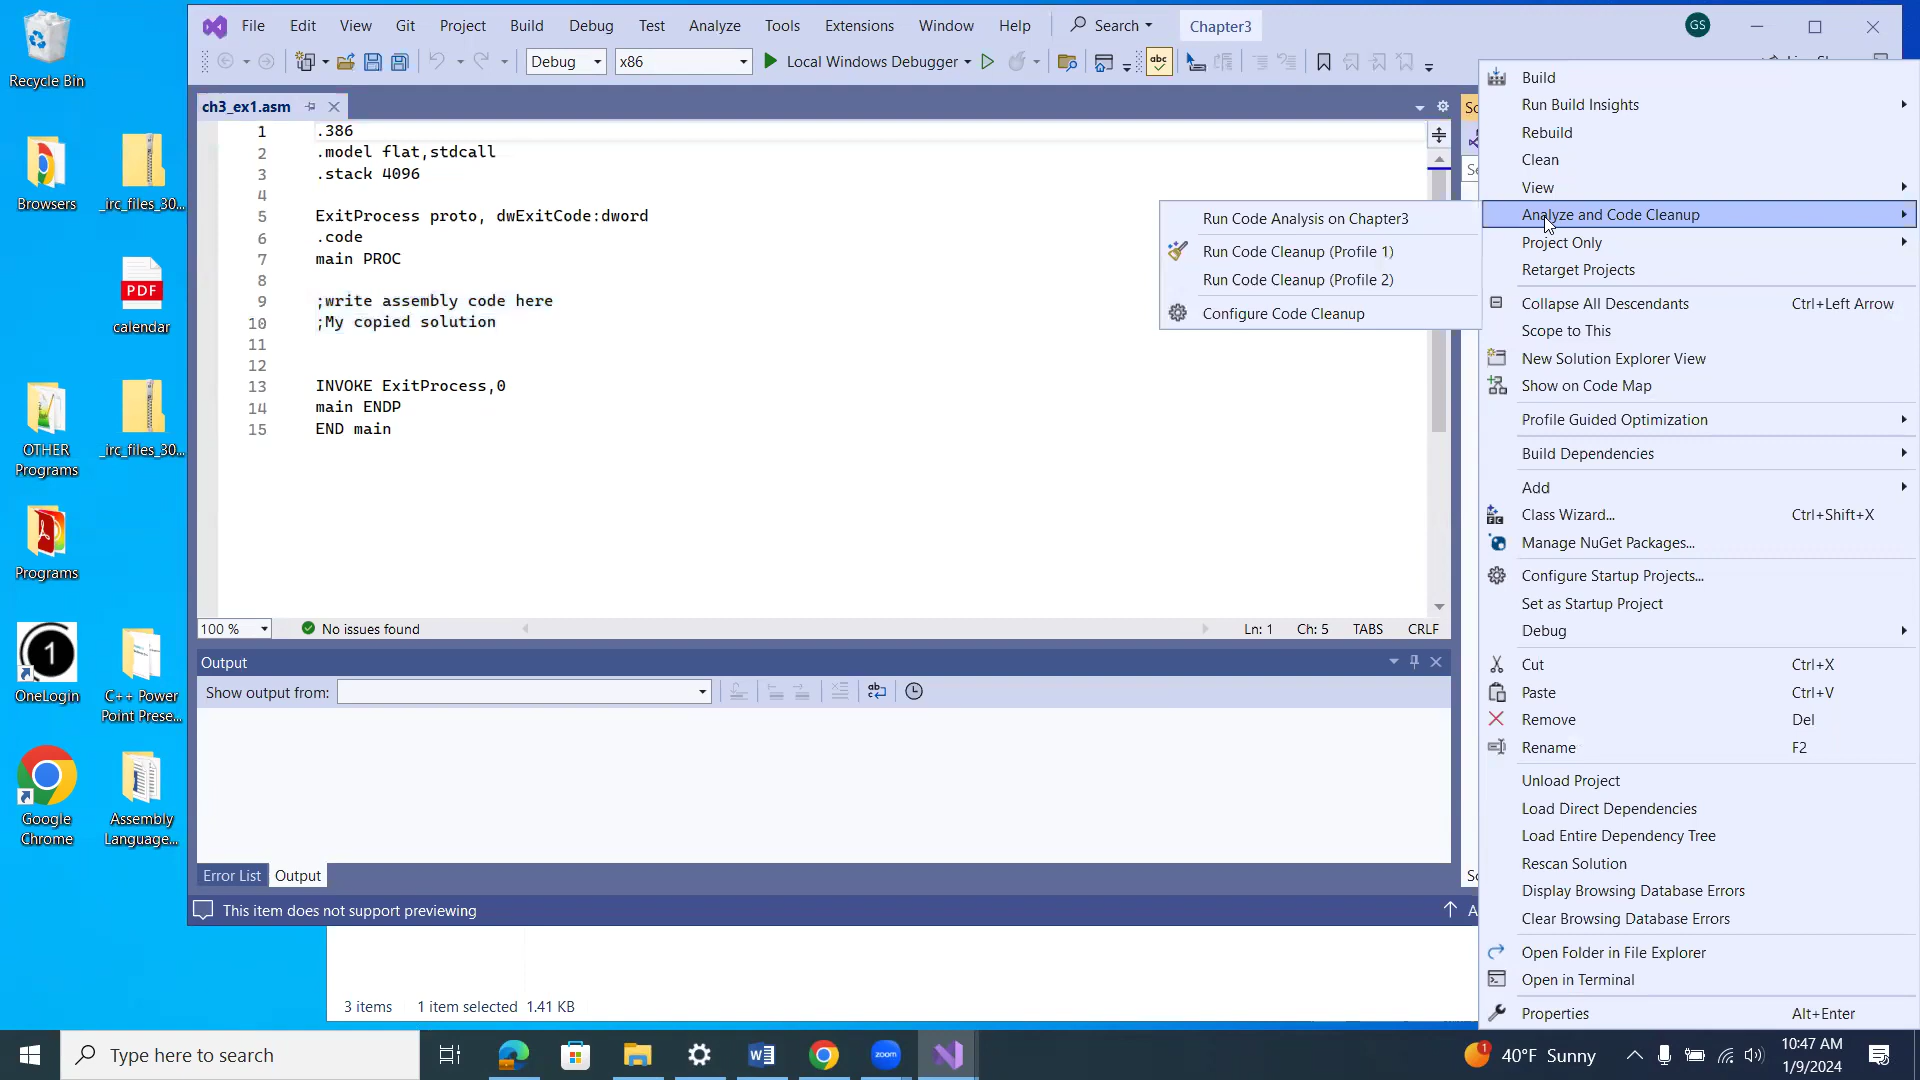 Recycle Bin
Browsers
_irc_files_30...
calendar
OTHER Programs
_irc_files_30...
Programs
OneLogin
C++ Power Point Prese...
Google Chrome
Assembly Language...
File Edit View Git Project Build Debug Test Analyze Tools Extensions Window Help Search Chapter3 GS
Debug x86 Local Windows Debugger
ch3_ex1.asm
1 .386
2 .model flat,stdcall
3 .stack 4096
4
5 ExitProcess proto, dwExitCode:dword
6 .code
7 main PROC
8
9 ;write assembly code here
10 ;My copied solution
11
12
13 INVOKE ExitProcess,0
14 main ENDP
15 END main
100 % No issues found Ln: 1 Ch: 5 TABS CRLF
Output
Show output from:
Error List Output
This item does not support previewing
3 items 1 item selected 1.41 KB
Run Code Analysis on Chapter3
Run Code Cleanup (Profile 1)
Run Code Cleanup (Profile 2)
Configure Code Cleanup
Build
Run Build Insights
Rebuild
Clean
View
Analyze and Code Cleanup
Project Only
Retarget Projects
Collapse All Descendants Ctrl+Left Arrow
Scope to This
New Solution Explorer View
Show on Code Map
Profile Guided Optimization
Build Dependencies
Add
Class Wizard... Ctrl+Shift+X
Manage NuGet Packages...
Configure Startup Projects...
Set as Startup Project
Debug
Cut Ctrl+X
Paste Ctrl+V
Remove Del
Rename F2
Unload Project
Load Direct Dependencies
Load Entire Dependency Tree
Rescan Solution
Display Browsing Database Errors
Clear Browsing Database Errors
Open Folder in File Explorer
Open in Terminal
Properties Alt+Enter
Type here to search
zoom
40°F Sunny
10:47 AM
1/9/2024